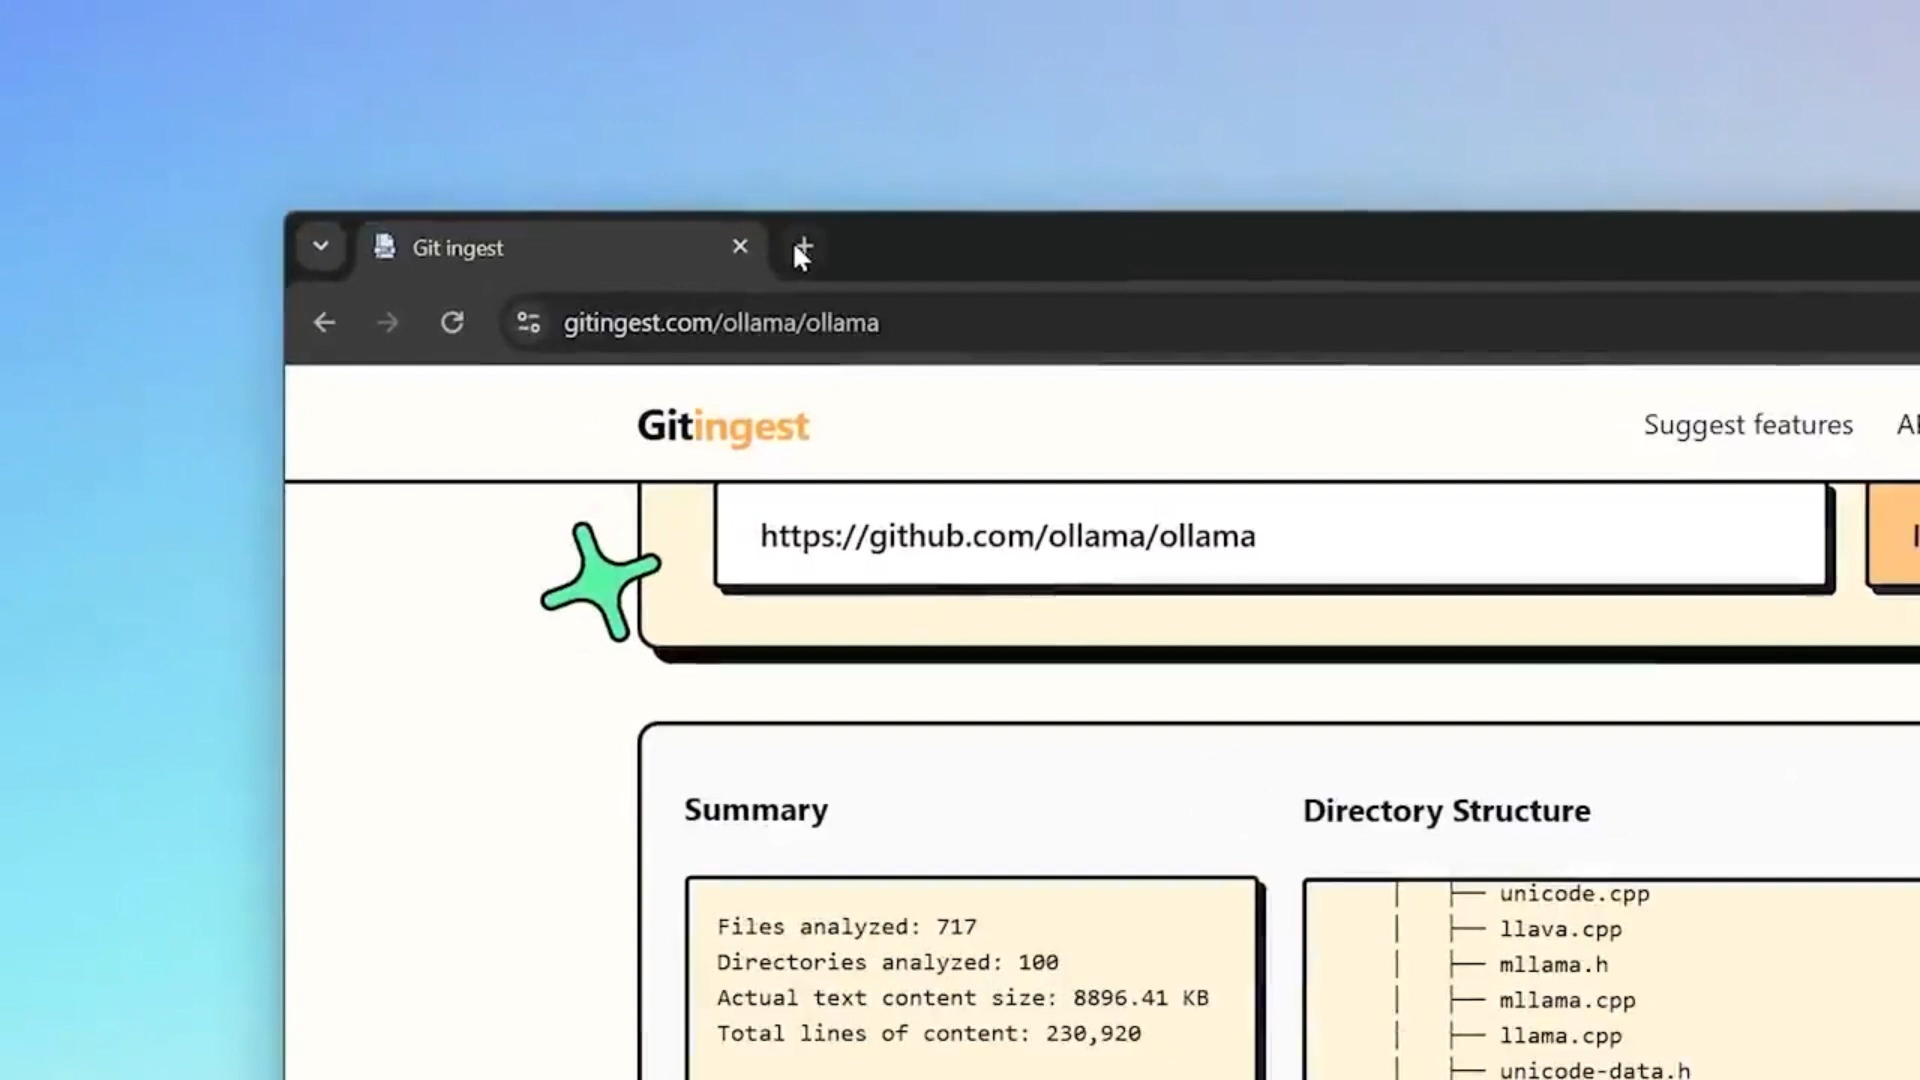 Git ingest
gitingest.com/ollama/ollama
Gitingest
Suggest features
https://github.com/ollama/ollama
Summary
Directory Structure
Files analyzed: 717
Directories analyzed: 100
Actual text content size: 8896.41 KB
Total lines of content: 230,920
unicode.cpp
llava.cpp
mllama.h
mllama.cpp
llama.cpp
unicode-data.h